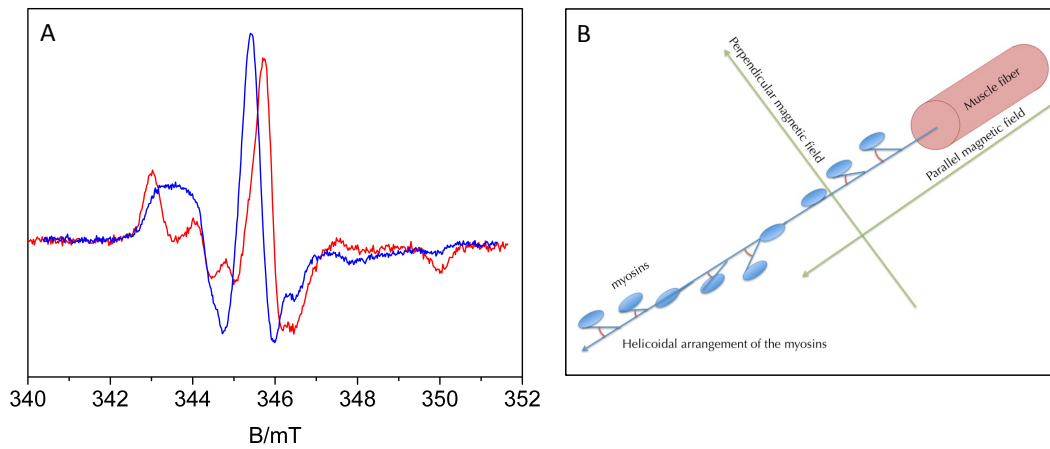 A
340 342 344 346 348 350 352
B/mT
B
Perpendicular magnetic field
Muscle fiber
Parallel magnetic field
myosins
Helicoidal arrangement of the myosins